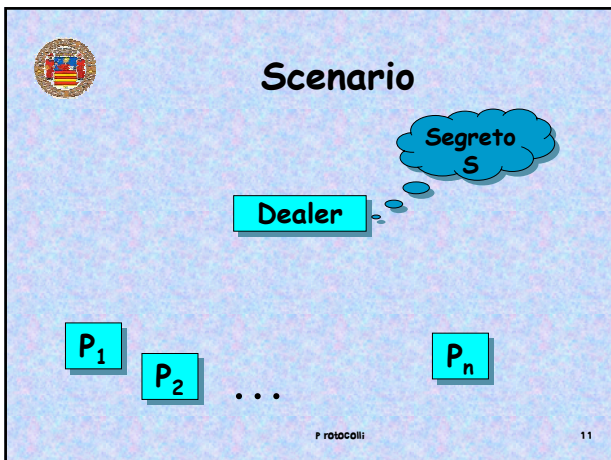 Scenario
Segreto
S
Dealer
P₁
P₂
...
Pₙ
Protocolli
11